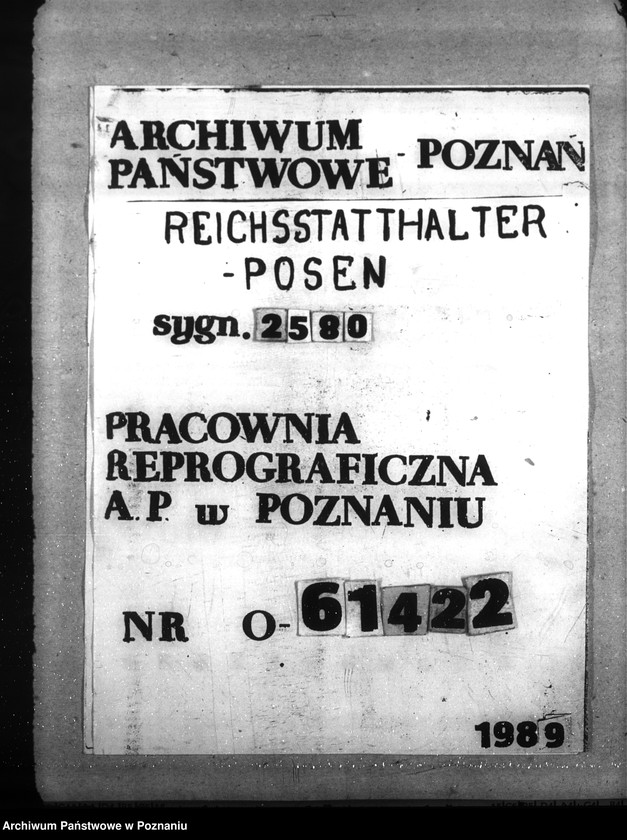 ARCHIWUM
PAŃSTWOWE - POZNAŃ
REICHSSTATTHALTER
-POSEN
sygn. 2580
PRACOWNIA
REPROGRAFICZNA
A.P. w POZNANIU
NR O-61422
1989
Archiwum Państwowe w Poznaniu